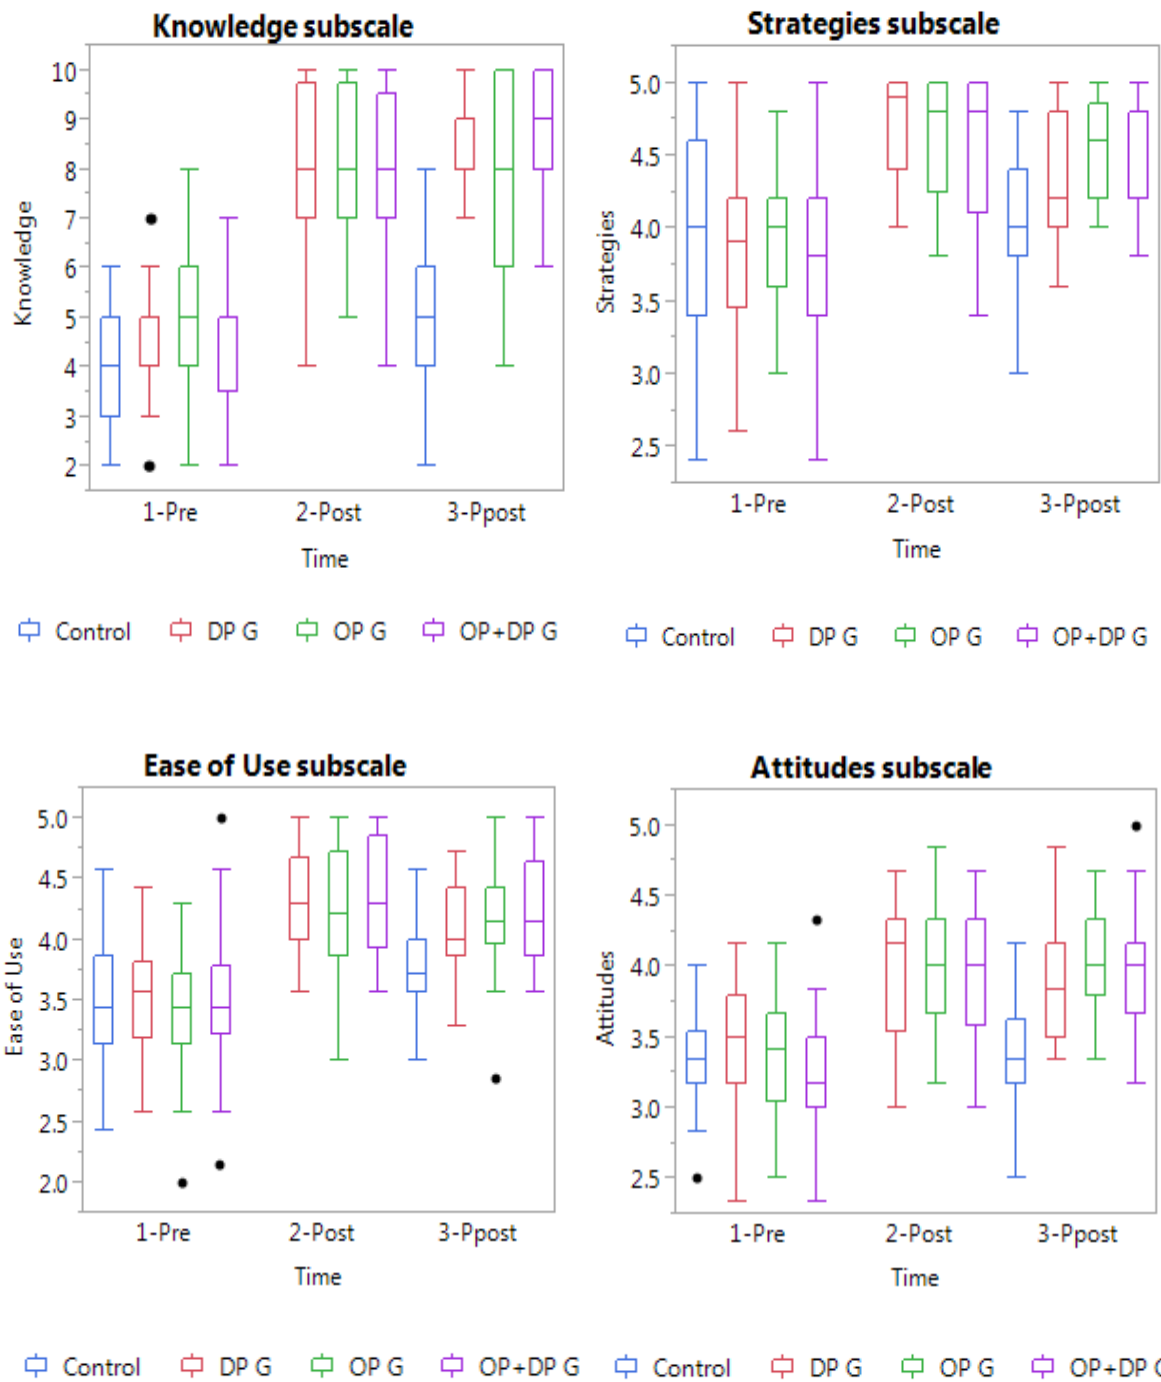 Knowledge subscale
10
9
8
7
6
5
4
3
2
Knowledge
1-Pre 2-Post 3-Ppost
Time
Control DP G OP G OP+DP G
Strategies subscale
5.0
4.5
4.0
3.5
3.0
2.5
Strategies
1-Pre 2-Post 3-Ppost
Time
Control DP G OP G OP+DP G
Ease of Use subscale
5.0
4.5
4.0
3.5
3.0
2.5
2.0
Ease of Use
1-Pre 2-Post 3-Ppost
Time
Control DP G OP G OP+DP G
Attitudes subscale
5.0
4.5
4.0
3.5
3.0
2.5
Attitudes
1-Pre 2-Post 3-Ppost
Time
Control DP G OP G OP+DP G